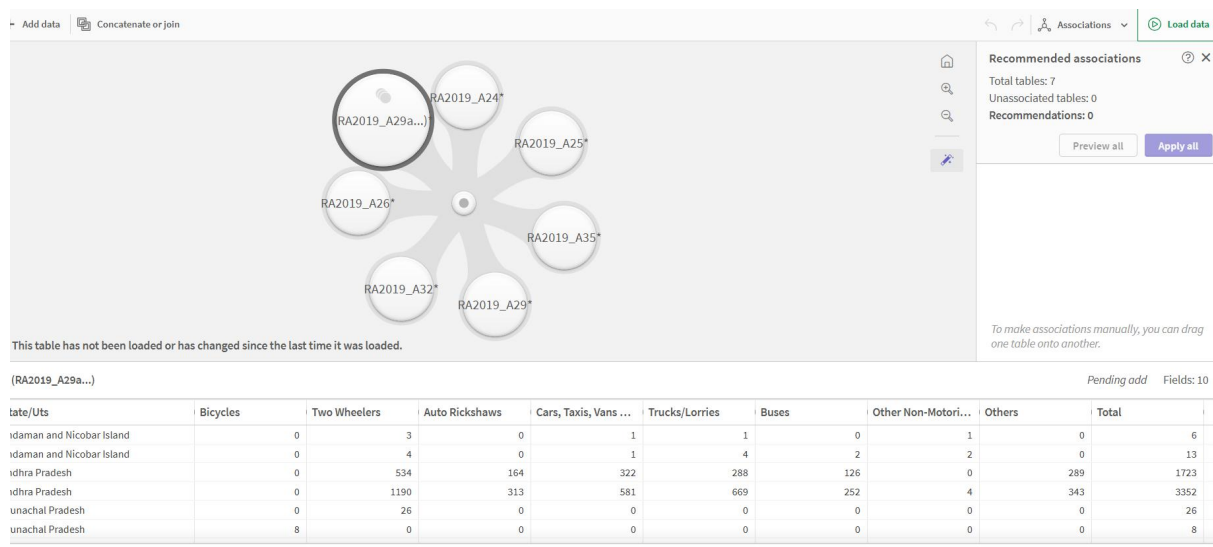 Add data Concatenate or join Associations Load data
Recommended associations
Total tables: 7
Unassociated tables: 0
Recommendations: 0
Preview all Apply all
RA2019_A24*
RA2019_A29a...)*
RA2019_A25*
RA2019_A26*
RA2019_A35*
RA2019_A32*
RA2019_A29*
To make associations manually, you can drag
one table onto another.
This table has not been loaded or has changed since the last time it was loaded.
(RA2019_A29a...) Pending add Fields: 10
tate/Uts Bicycles Two Wheelers Auto Rickshaws Cars, Taxis, Vans ... Trucks/Lorries Buses Other Non-Motori... Others Total
ndaman and Nicobar Island 0 3 0 1 1 0 1 0 6
ndaman and Nicobar Island 0 4 0 1 4 2 2 0 13
ndhra Pradesh 0 534 164 322 288 126 0 289 1723
ndhra Pradesh 0 1190 313 581 669 252 4 343 3352
unachal Pradesh 0 26 0 0 0 0 0 0 26
unachal Pradesh 8 0 0 0 0 0 0 0 8